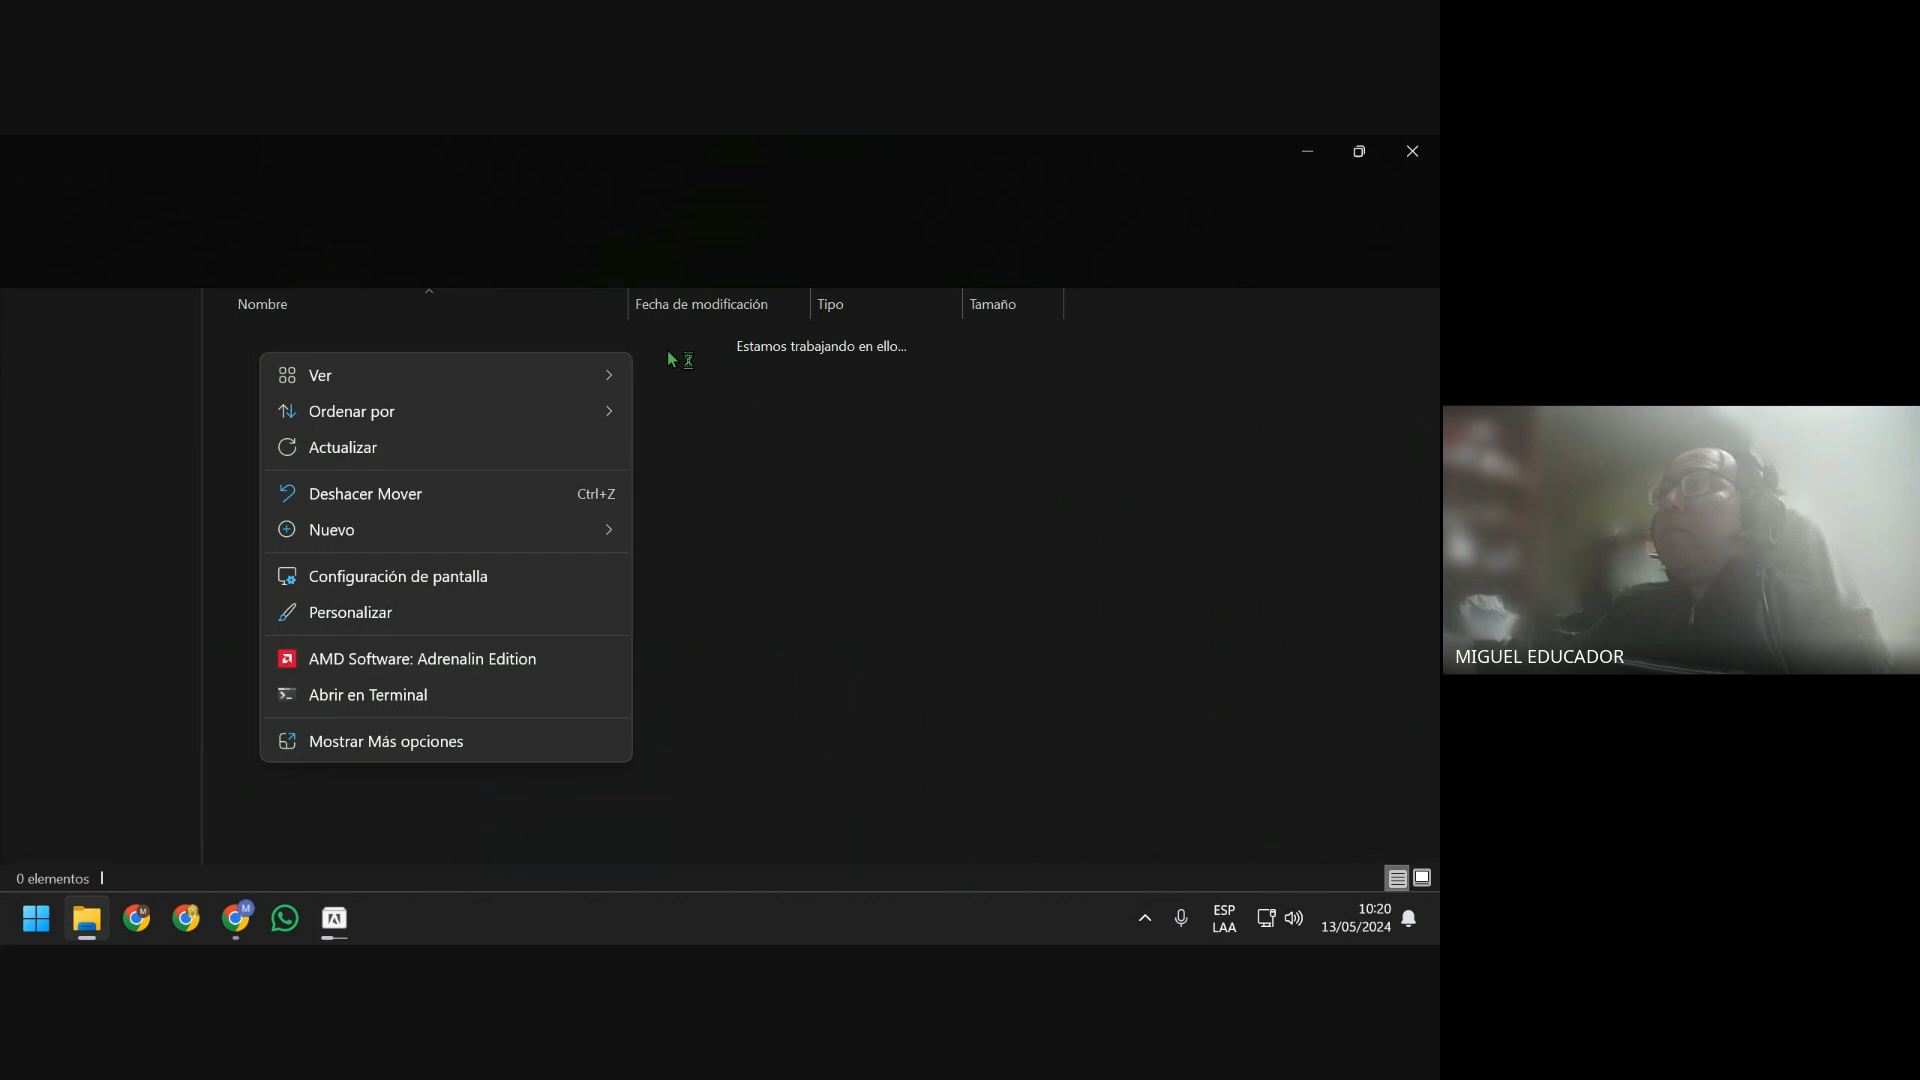 Nombre
Fecha de modificación
Tipo
Tamaño
Estamos trabajando en ello...
Ver
Ordenar por
Actualizar
Deshacer Mover Ctrl+Z
Nuevo
Configuración de pantalla
Personalizar
AMD Software: Adrenalin Edition
Abrir en Terminal
Mostrar Más opciones
MIGUEL EDUCADOR
0 elementos
M
M
ESP
LAA
10:20
13/05/2024